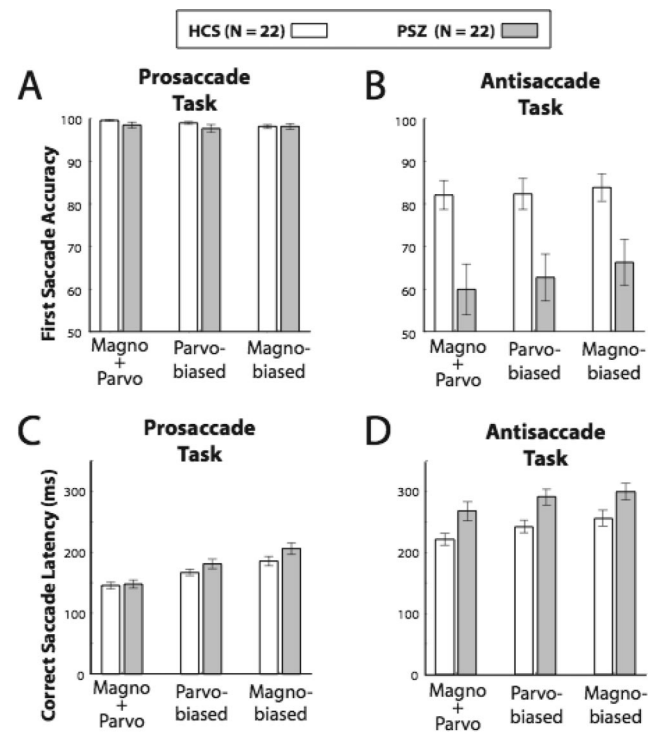 HCS (N = 22) PSZ (N = 22)
A Prosaccade Task
First Saccade Accuracy
100
90
80
70
60
50
Magno + Parvo
Parvo-biased
Magno-biased
B Antisaccade Task
100
90
80
70
60
50
Magno + Parvo
Parvo-biased
Magno-biased
C Prosaccade Task
Correct Saccade Latency (ms)
300
200
100
0
Magno + Parvo
Parvo-biased
Magno-biased
D Antisaccade Task
300
200
100
0
Magno + Parvo
Parvo-biased
Magno-biased